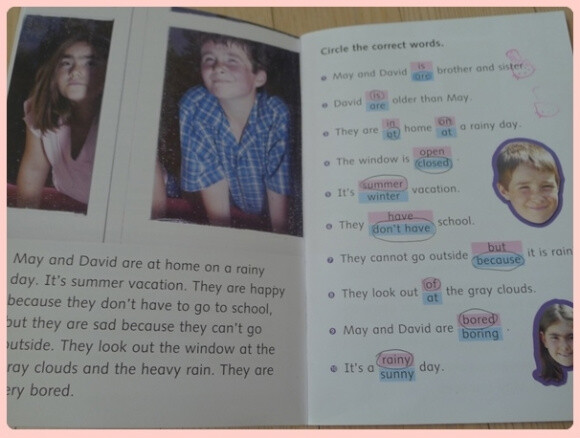 May and David are at home on a rainy
day. It's summer vacation. They are happy
because they don't have to go to school,
but they are sad because they can't go
outside. They look out the window at the
ray clouds and the heavy rain. They are
ery bored.
Circle the correct words.
May and David is are brother and sister.
David is are older than May.
They are in at home on at a rainy day.
The window is open closed.
It's summer winter vacation.
They have don't have school.
They cannot go outside but because it is rain
They look out of at the gray clouds.
May and David are bored boring.
It's a rainy sunny day.